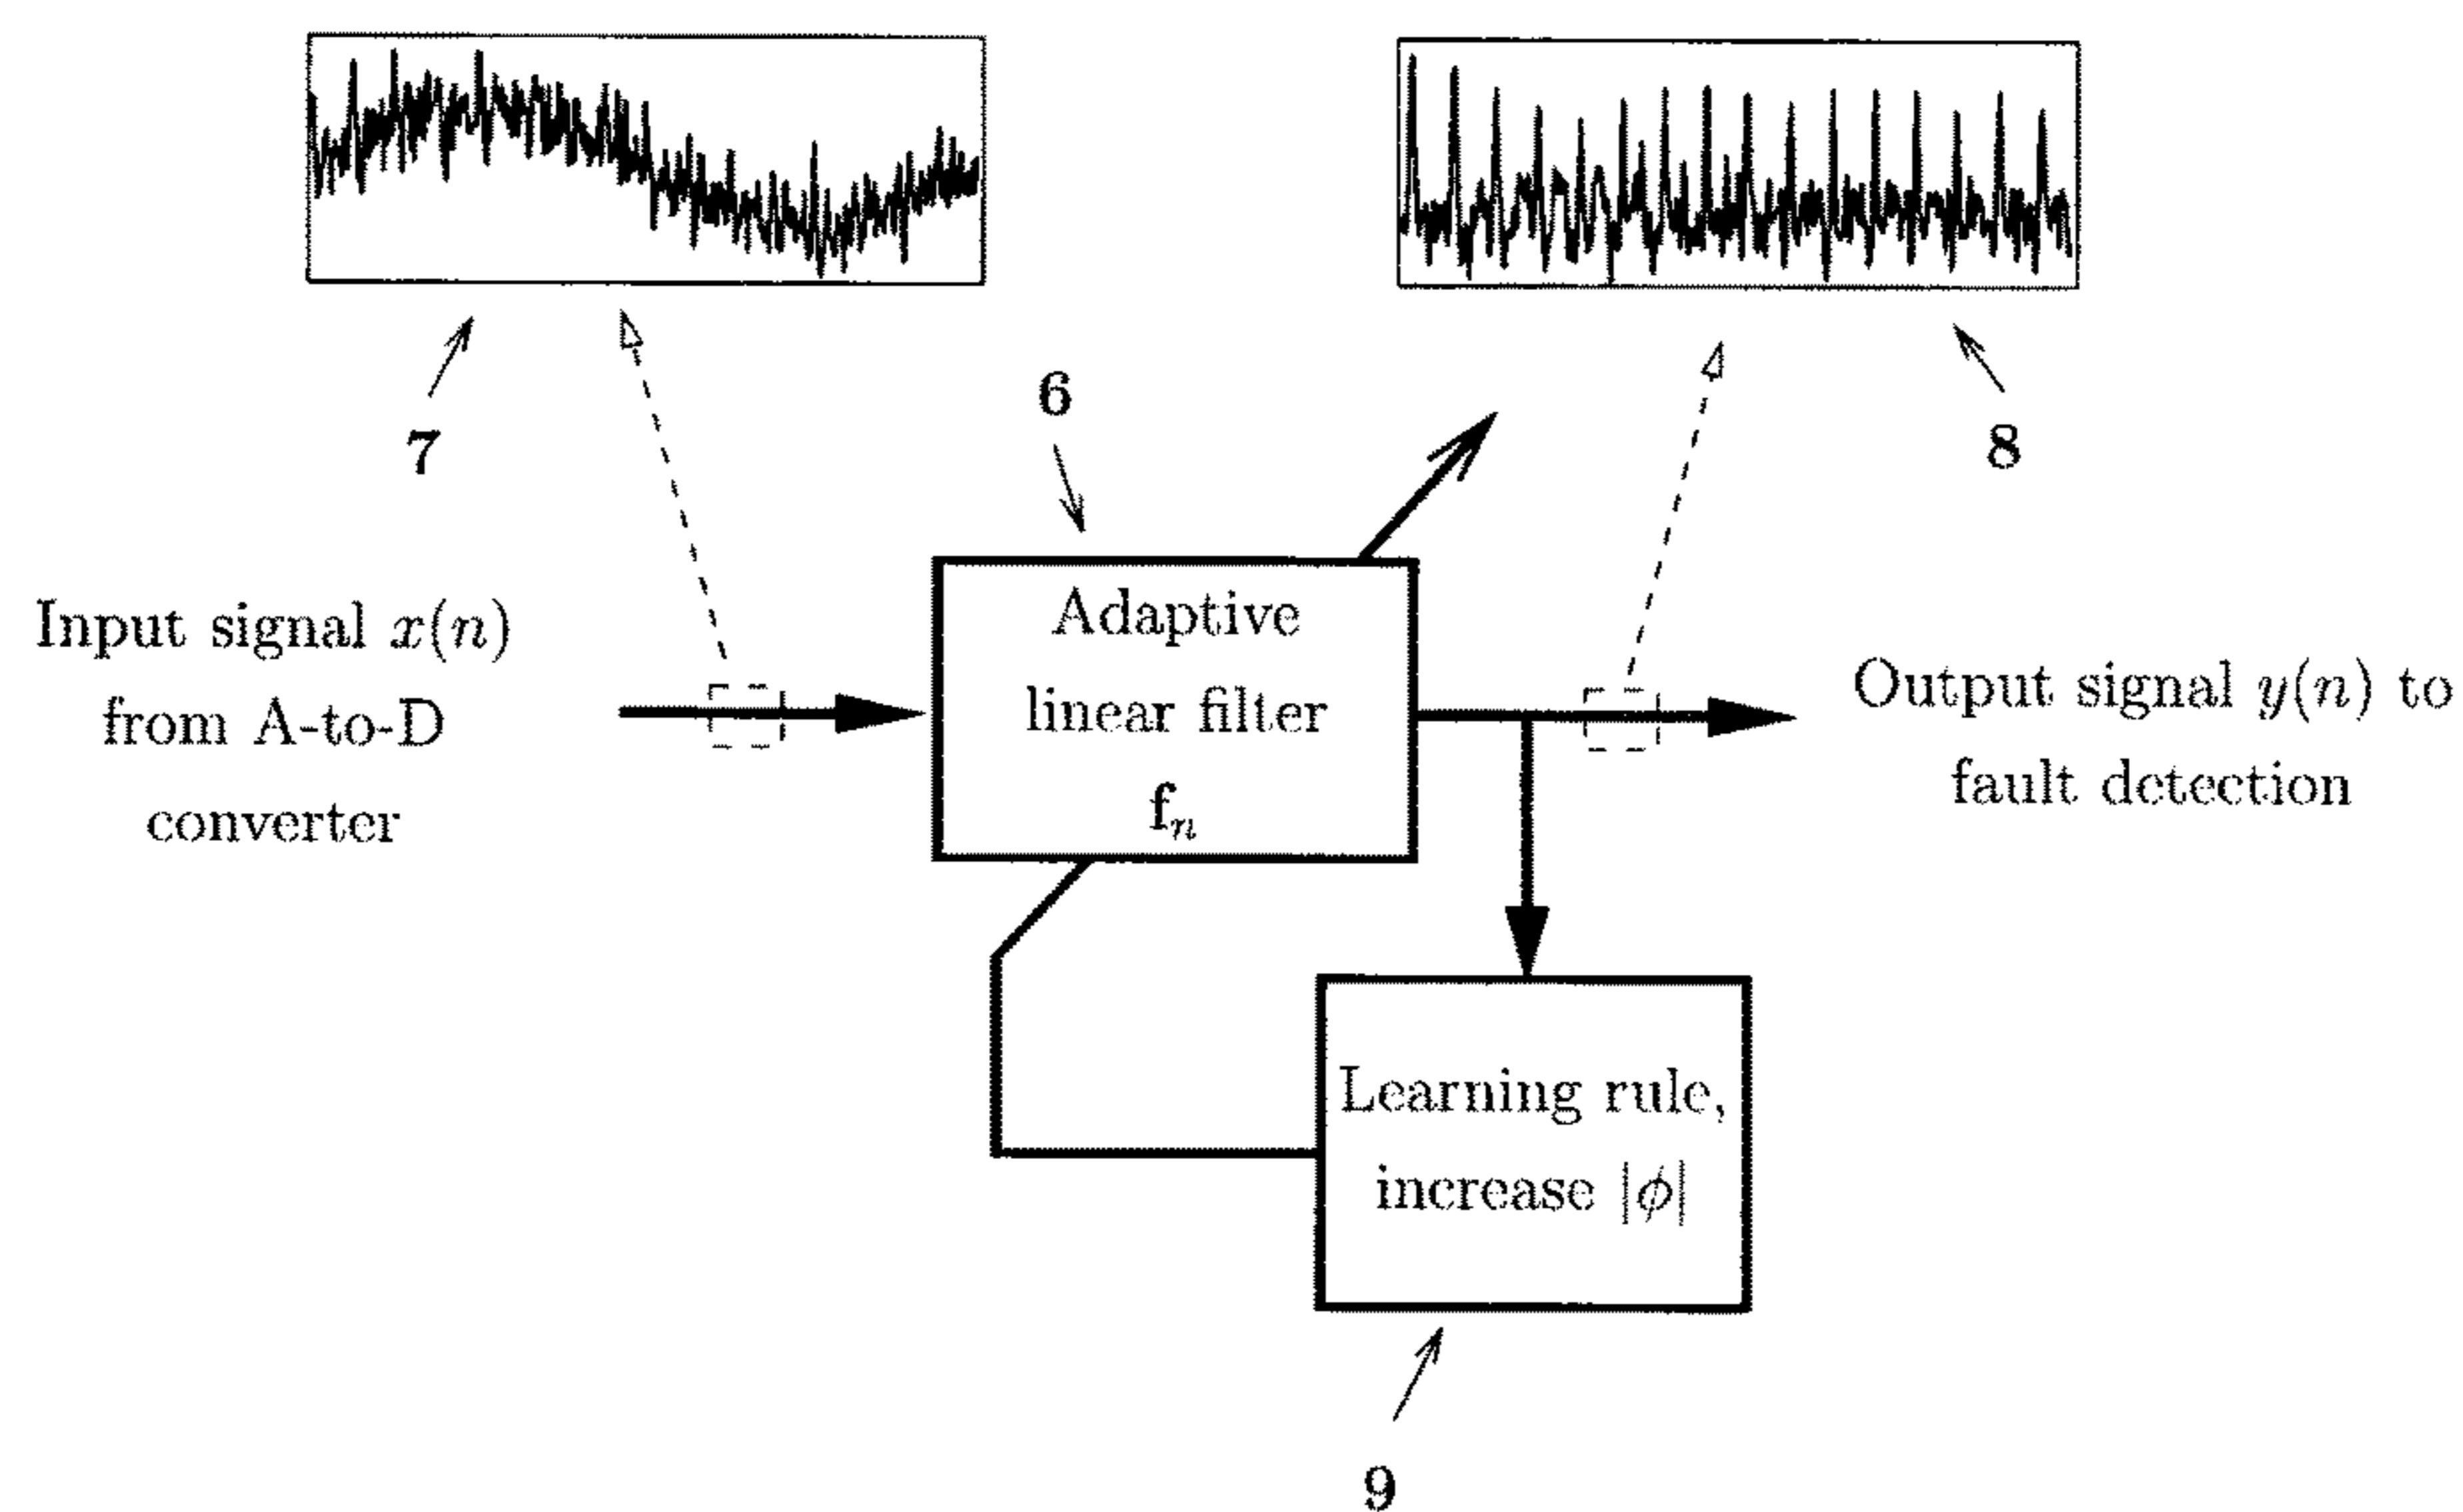 7
6
8
Input signal x(n)
from A-to-D
converter
Adaptive
linear filter
fₙ
Output signal y(n) to
fault detection
Learning rule,
increase |ϕ|
9